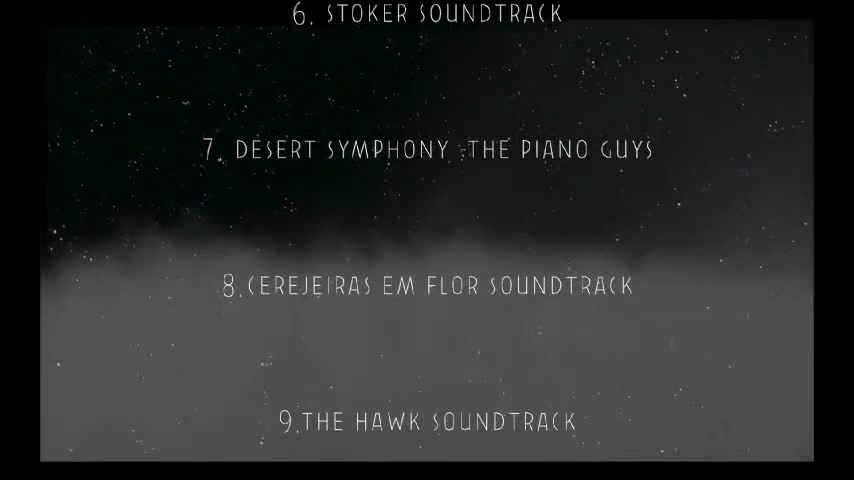 6. STOKER SOUNDTRACK
7. DESERT SYMPHONY -THE PIANO GUYS
8.CEREJEIRAS EM FLOR SOUNDTRACK
9.THE HAWK SOUNDTRACK